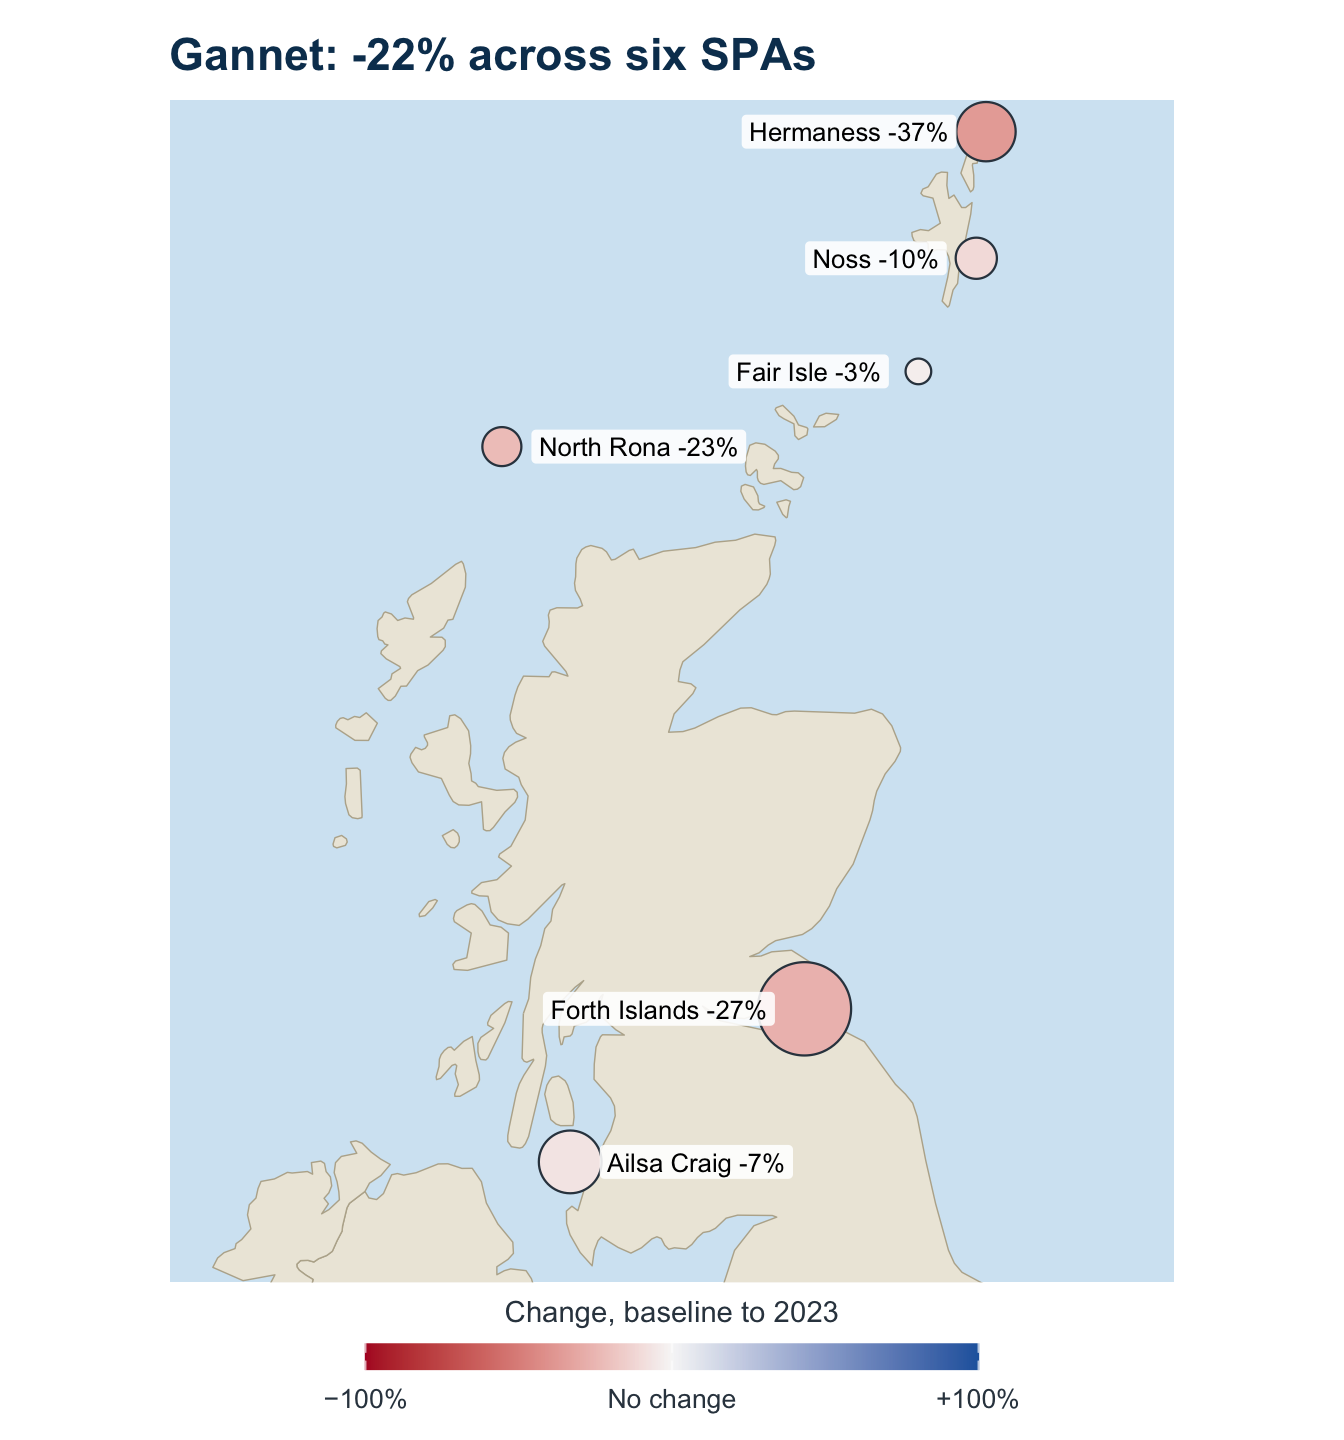 Gannet: -22% across six SPAs
Hermaness -37%
Noss -10%
Fair Isle -3%
North Rona -23%
Forth Islands -27%
Ailsa Craig -7%
Change, baseline to 2023
−100% No change +100%